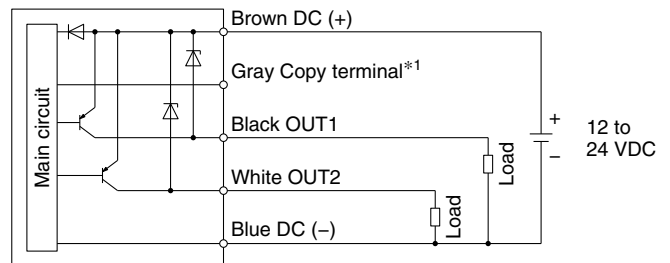 Brown DC (+)
Gray Copy terminal*1
Black OUT1
White OUT2
Blue DC (−)
Main circuit
Load
Load
+
−
12 to
24 VDC